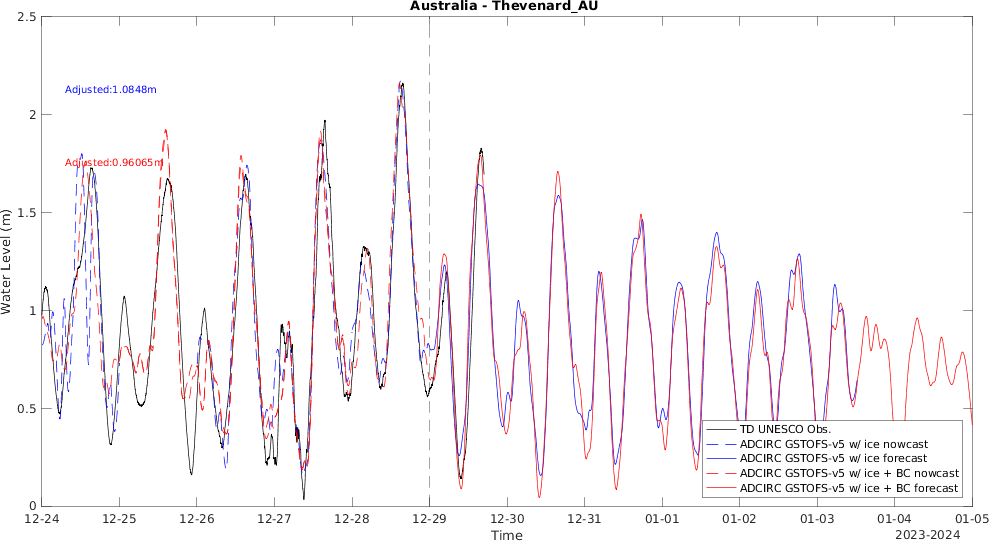 Australia - Thevenard_AU
2.5
2
1.5
1
0.5
0
Water Level (m)
Adjusted:1.0848m
Adjusted:0.96065m
TD UNESCO Obs.
ADCIRC GSTOFS-v5 w/ ice nowcast
ADCIRC GSTOFS-v5 w/ ice forecast
ADCIRC GSTOFS-v5 w/ ice + BC nowcast
ADCIRC GSTOFS-v5 w/ ice + BC forecast
12-24 12-25 12-26 12-27 12-28 12-29 12-30 12-31 01-01 01-02 01-03 01-04 01-05
Time
2023-2024